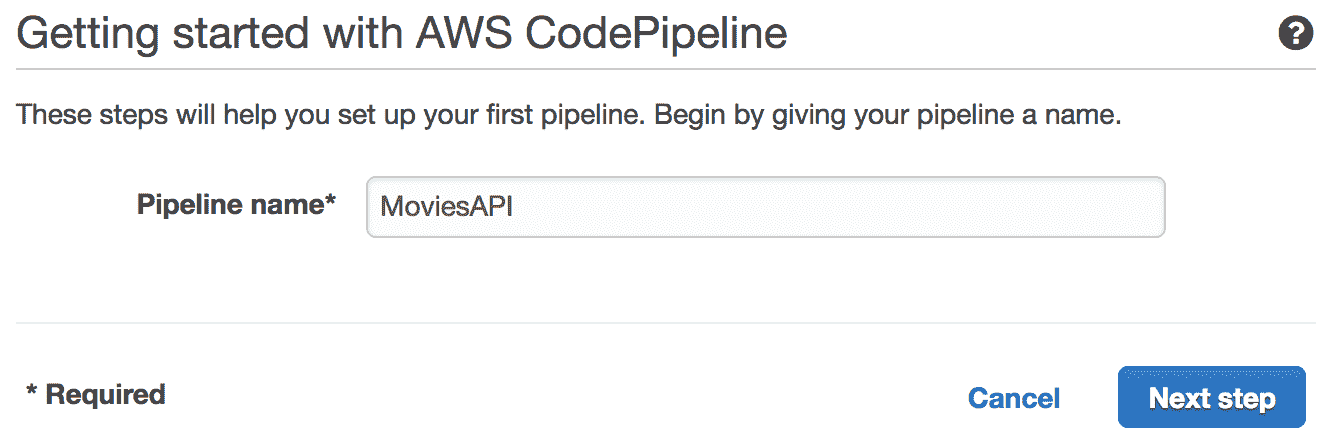 Getting started with AWS CodePipeline
?
These steps will help you set up your first pipeline. Begin by giving your pipeline a name.
Pipeline name* MoviesAPI
* Required
Cancel Next step